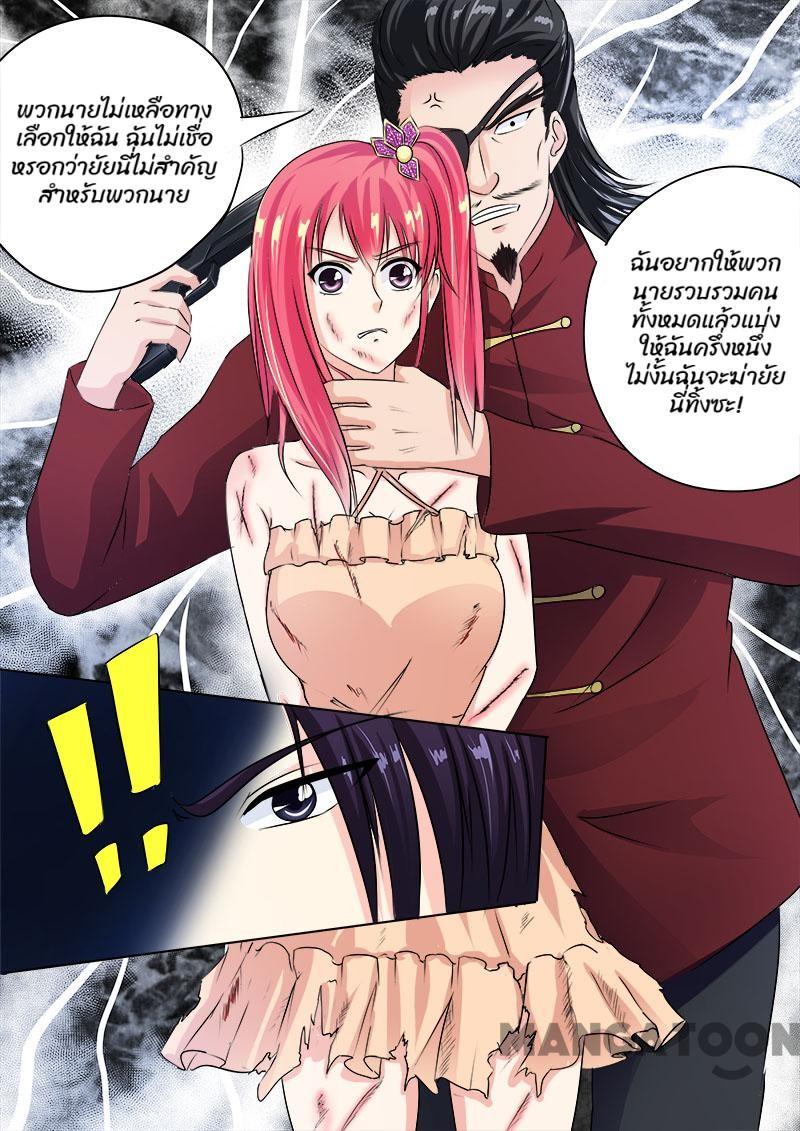 พวกนายไม่เหลือทาง
เลือกให้ฉัน ฉันไม่เชื่อ
หรอกว่ายัยนี่ไม่สำคัญ
สำหรับพวกนาย
ฉันอยากให้พวก
นายรวบรวมคน
ทั้งหมดแล้วแบ่ง
ให้ฉันครึ่งหนึ่ง
ไม่งั้นฉันจะฆ่ายัย
นี่ทิ้งซะ!
!!
MANGATOON